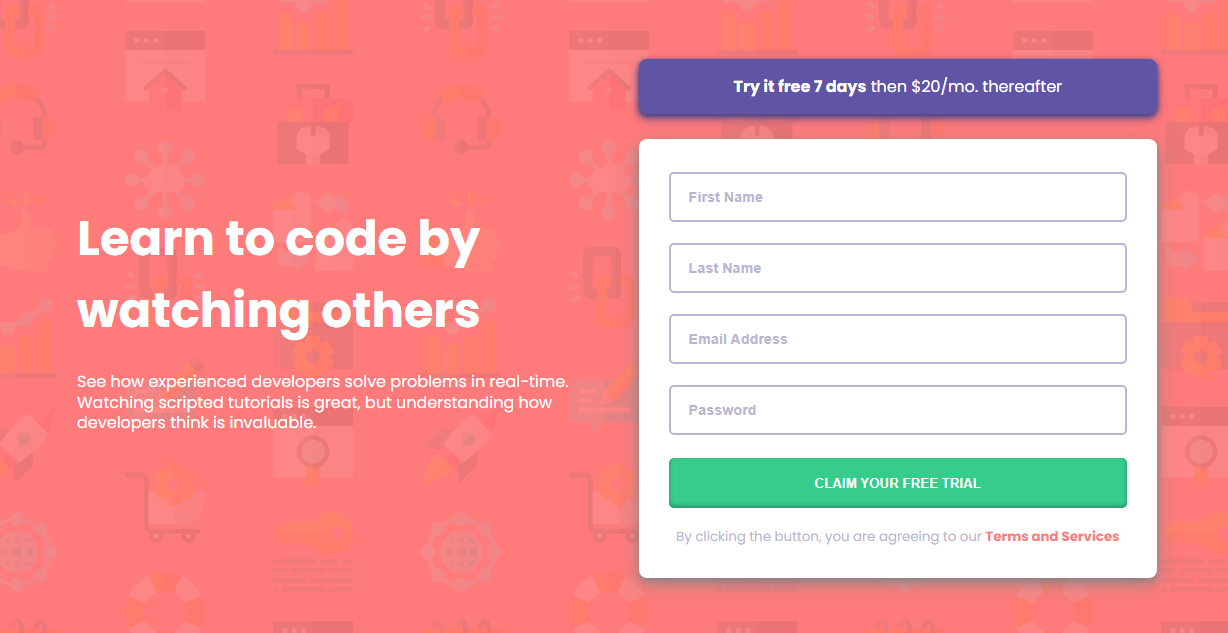 Learn to code by
watching others
See how experienced developers solve problems in real-time.
Watching scripted tutorials is great, but understanding how
developers think is invaluable.
Try it free 7 days then $20/mo. thereafter
First Name
Last Name
Email Address
Password
CLAIM YOUR FREE TRIAL
By clicking the button, you are agreeing to our Terms and Services